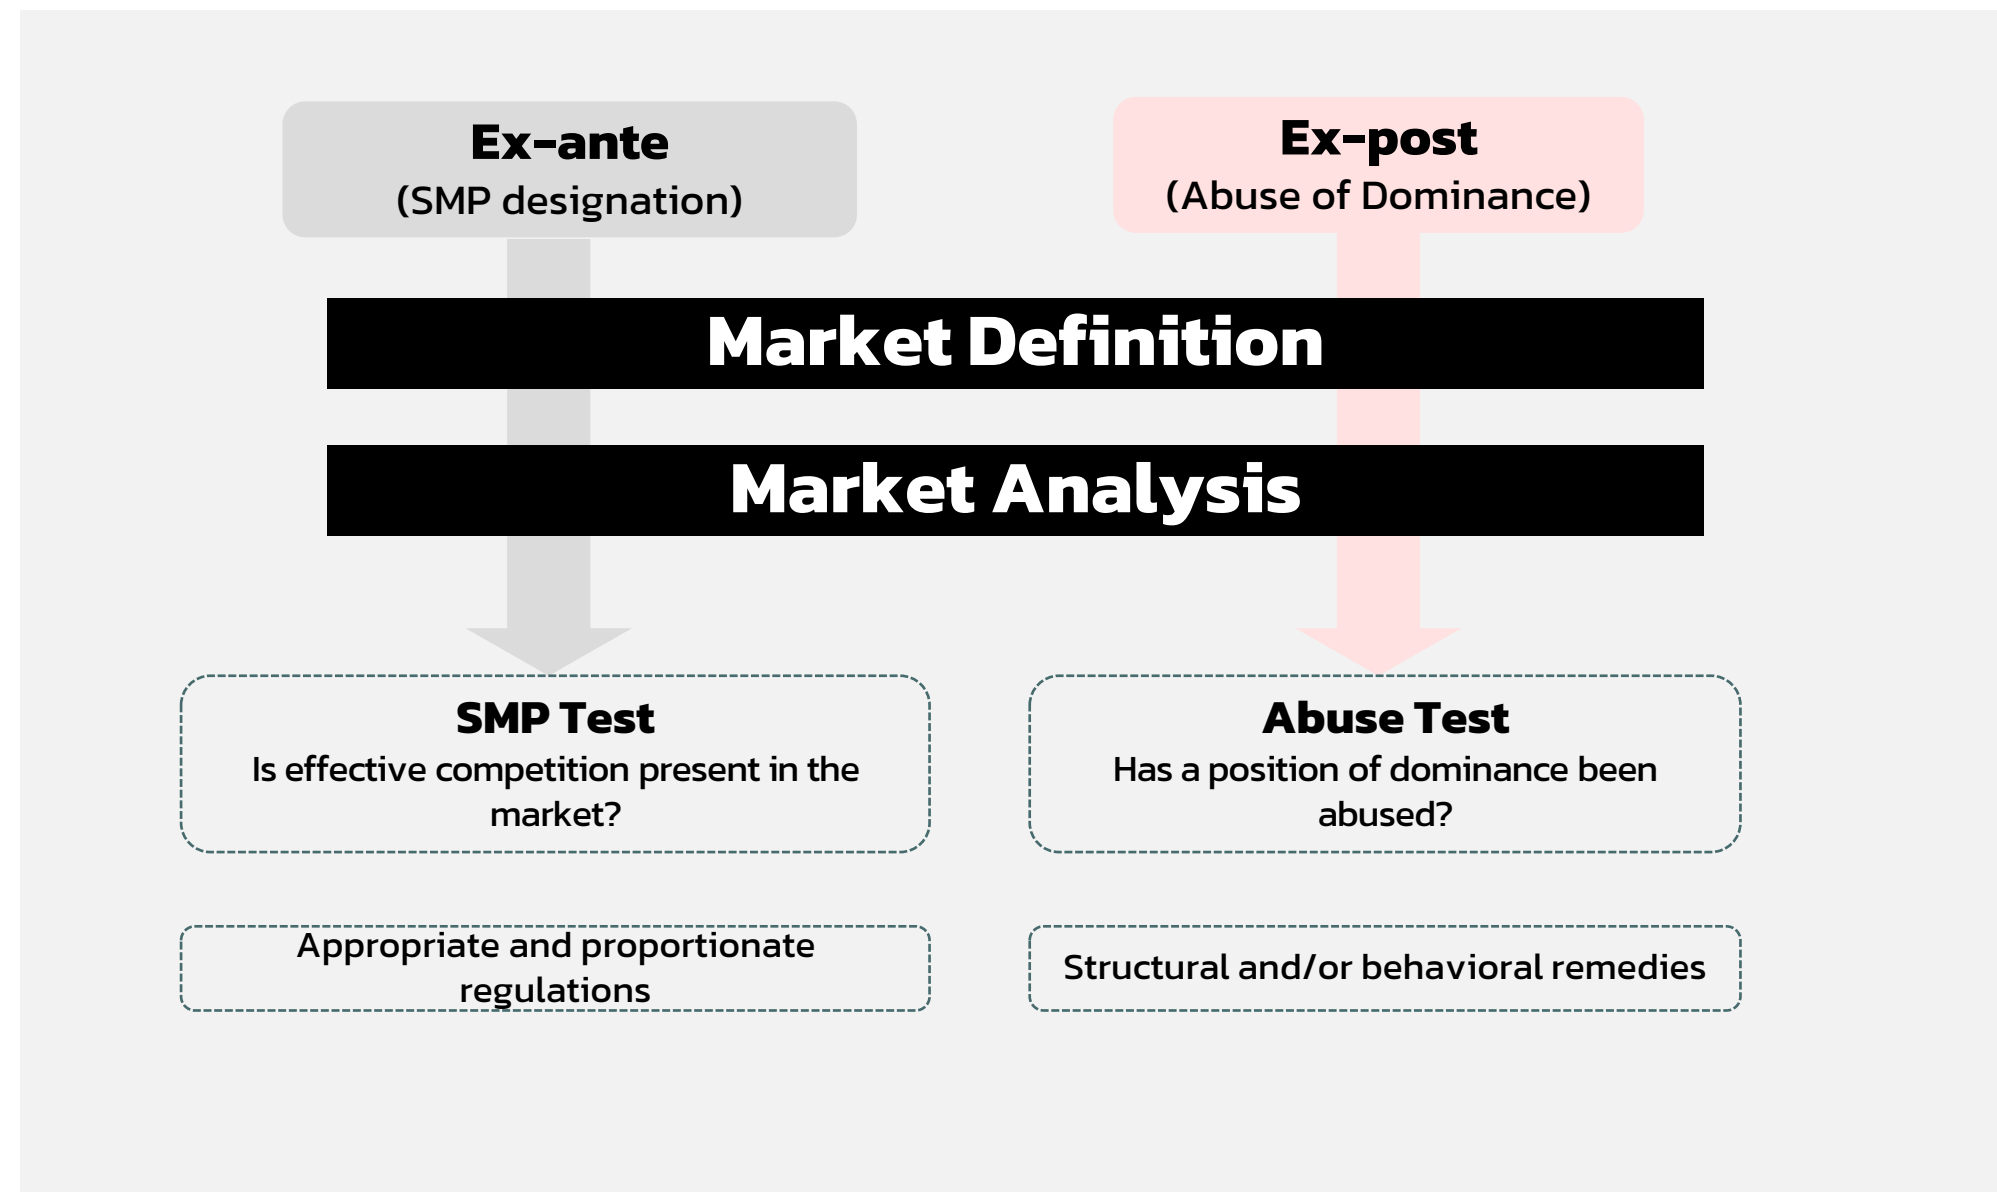 Ex-ante
(SMP designation)
Ex-post
(Abuse of Dominance)
Market Definition
Market Analysis
SMP Test
Is effective competition present in the
market?
Abuse Test
Has a position of dominance been
abused?
Appropriate and proportionate
regulations
Structural and/or behavioral remedies